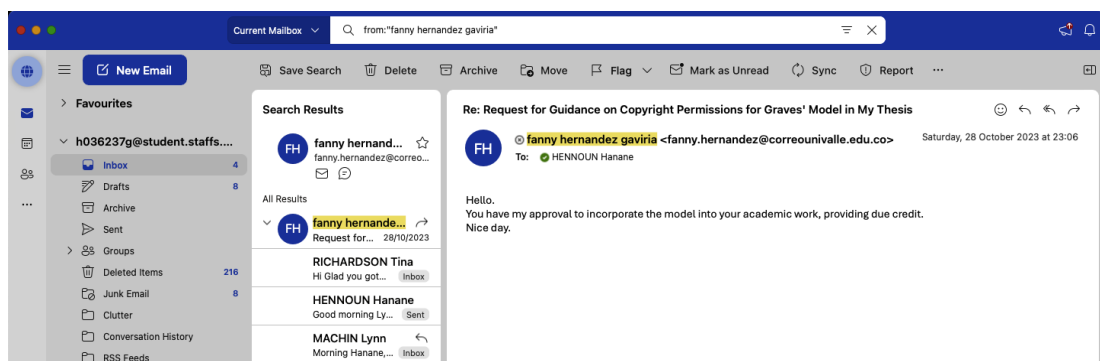 Current Mailbox
from:"fanny hernandez gaviria"
New Email
Save Search
Delete
Archive
Move
Flag
Mark as Unread
Sync
Report
Favourites
h036237g@student.staffs....
Inbox 4
Drafts 8
Archive
Sent
Groups
Deleted Items 216
Junk Email 8
Clutter
Conversation History
RSS Feeds
Search Results
FH
fanny hernand...
fanny.hernandez@correo...
All Results
FH
fanny hernande...
Request for... 28/10/2023
RICHARDSON Tina
Hi Glad you got... Inbox
HENNOUN Hanane
Good morning Ly... Sent
MACHIN Lynn
Morning Hanane,... Inbox
Re: Request for Guidance on Copyright Permissions for Graves' Model in My Thesis
FH
fanny hernandez gaviria <fanny.hernandez@correounivalle.edu.co>
Saturday, 28 October 2023 at 23:06
To: HENNOUN Hanane
Hello.
You have my approval to incorporate the model into your academic work, providing due credit.
Nice day.